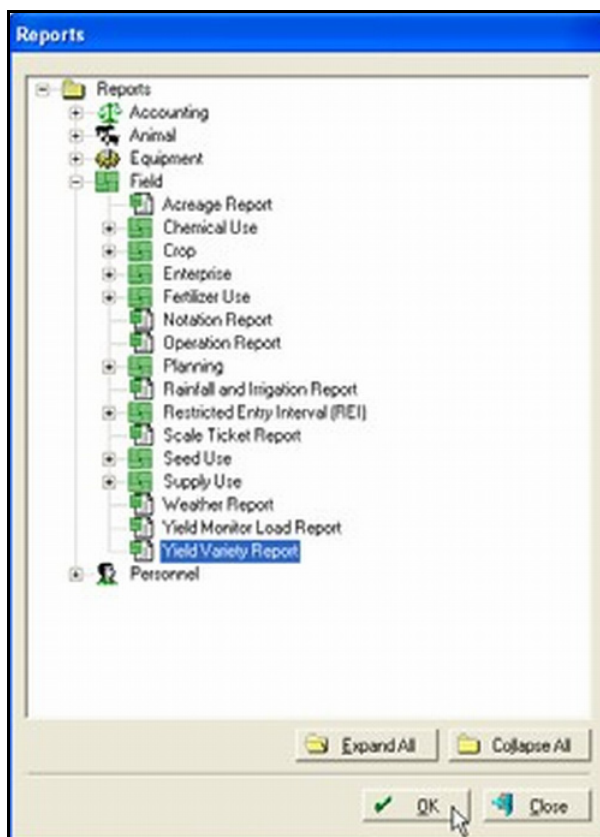 Reports
Reports
Accounting
Animal
Equipment
Field
Acreage Report
Chemical Use
Crop
Enterprise
Fertilizer Use
Notation Report
Operation Report
Planning
Rainfall and Irrigation Report
Restricted Entry Interval (REI)
Scale Ticket Report
Seed Use
Supply Use
Weather Report
Yield Monitor Load Report
Yield Variety Report
Personnel
Expand All Collapse All
OK Close